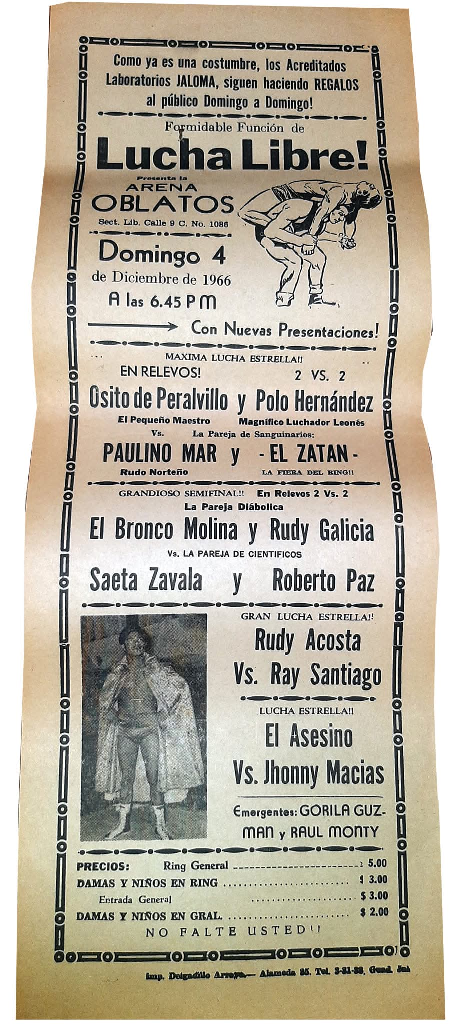 Como ya es una costumbre, los Acreditados
Laboratorios JALOMA, siguen haciendo REGALOS
al público Domingo a Domingo!
Formidable Función de
Lucha Libre!
Presenta la
ARENA
OBLATOS
Sect. Lib. Calle 9 C. No. 1086
Domingo 4
de Diciembre de 1966
A las 6.45 PM
Con Nuevas Presentaciones!
MAXIMA LUCHA ESTRELLA!!
EN RELEVOS! 2 VS. 2
Osito de Peralvillo y Polo Hernández
El Pequeño Maestro Magnífico Luchador Leonés
Vs. La Pareja de Sanguinarios:
PAULINO MAR y - EL ZATAN -
Rudo Norteño LA FIERA DEL RING!!
GRANDIOSO SEMIFINAL!! En Relevos 2 Vs. 2
La Pareja Diábolica
El Bronco Molina y Rudy Galicia
Vs. LA PAREJA DE CIENTIFICOS
Saeta Zavala y Roberto Paz
GRAN LUCHA ESTRELLA!!
Rudy Acosta
Vs. Ray Santiago
LUCHA ESTRELLA!!
El Asesino
Vs. Jhonny Macias
Emergentes: GORILA GUZ-
MAN y RAUL MONTY
PRECIOS: Ring General $ 5.00
DAMAS Y NIÑOS EN RING $ 3.00
Entrada General $ 3.00
DAMAS Y NIÑOS EN GRAL. $ 2.00
NO FALTE USTED!!
Imp. Delgadillo Arroyo.— Alameda 95. Tel. Guad. Jal